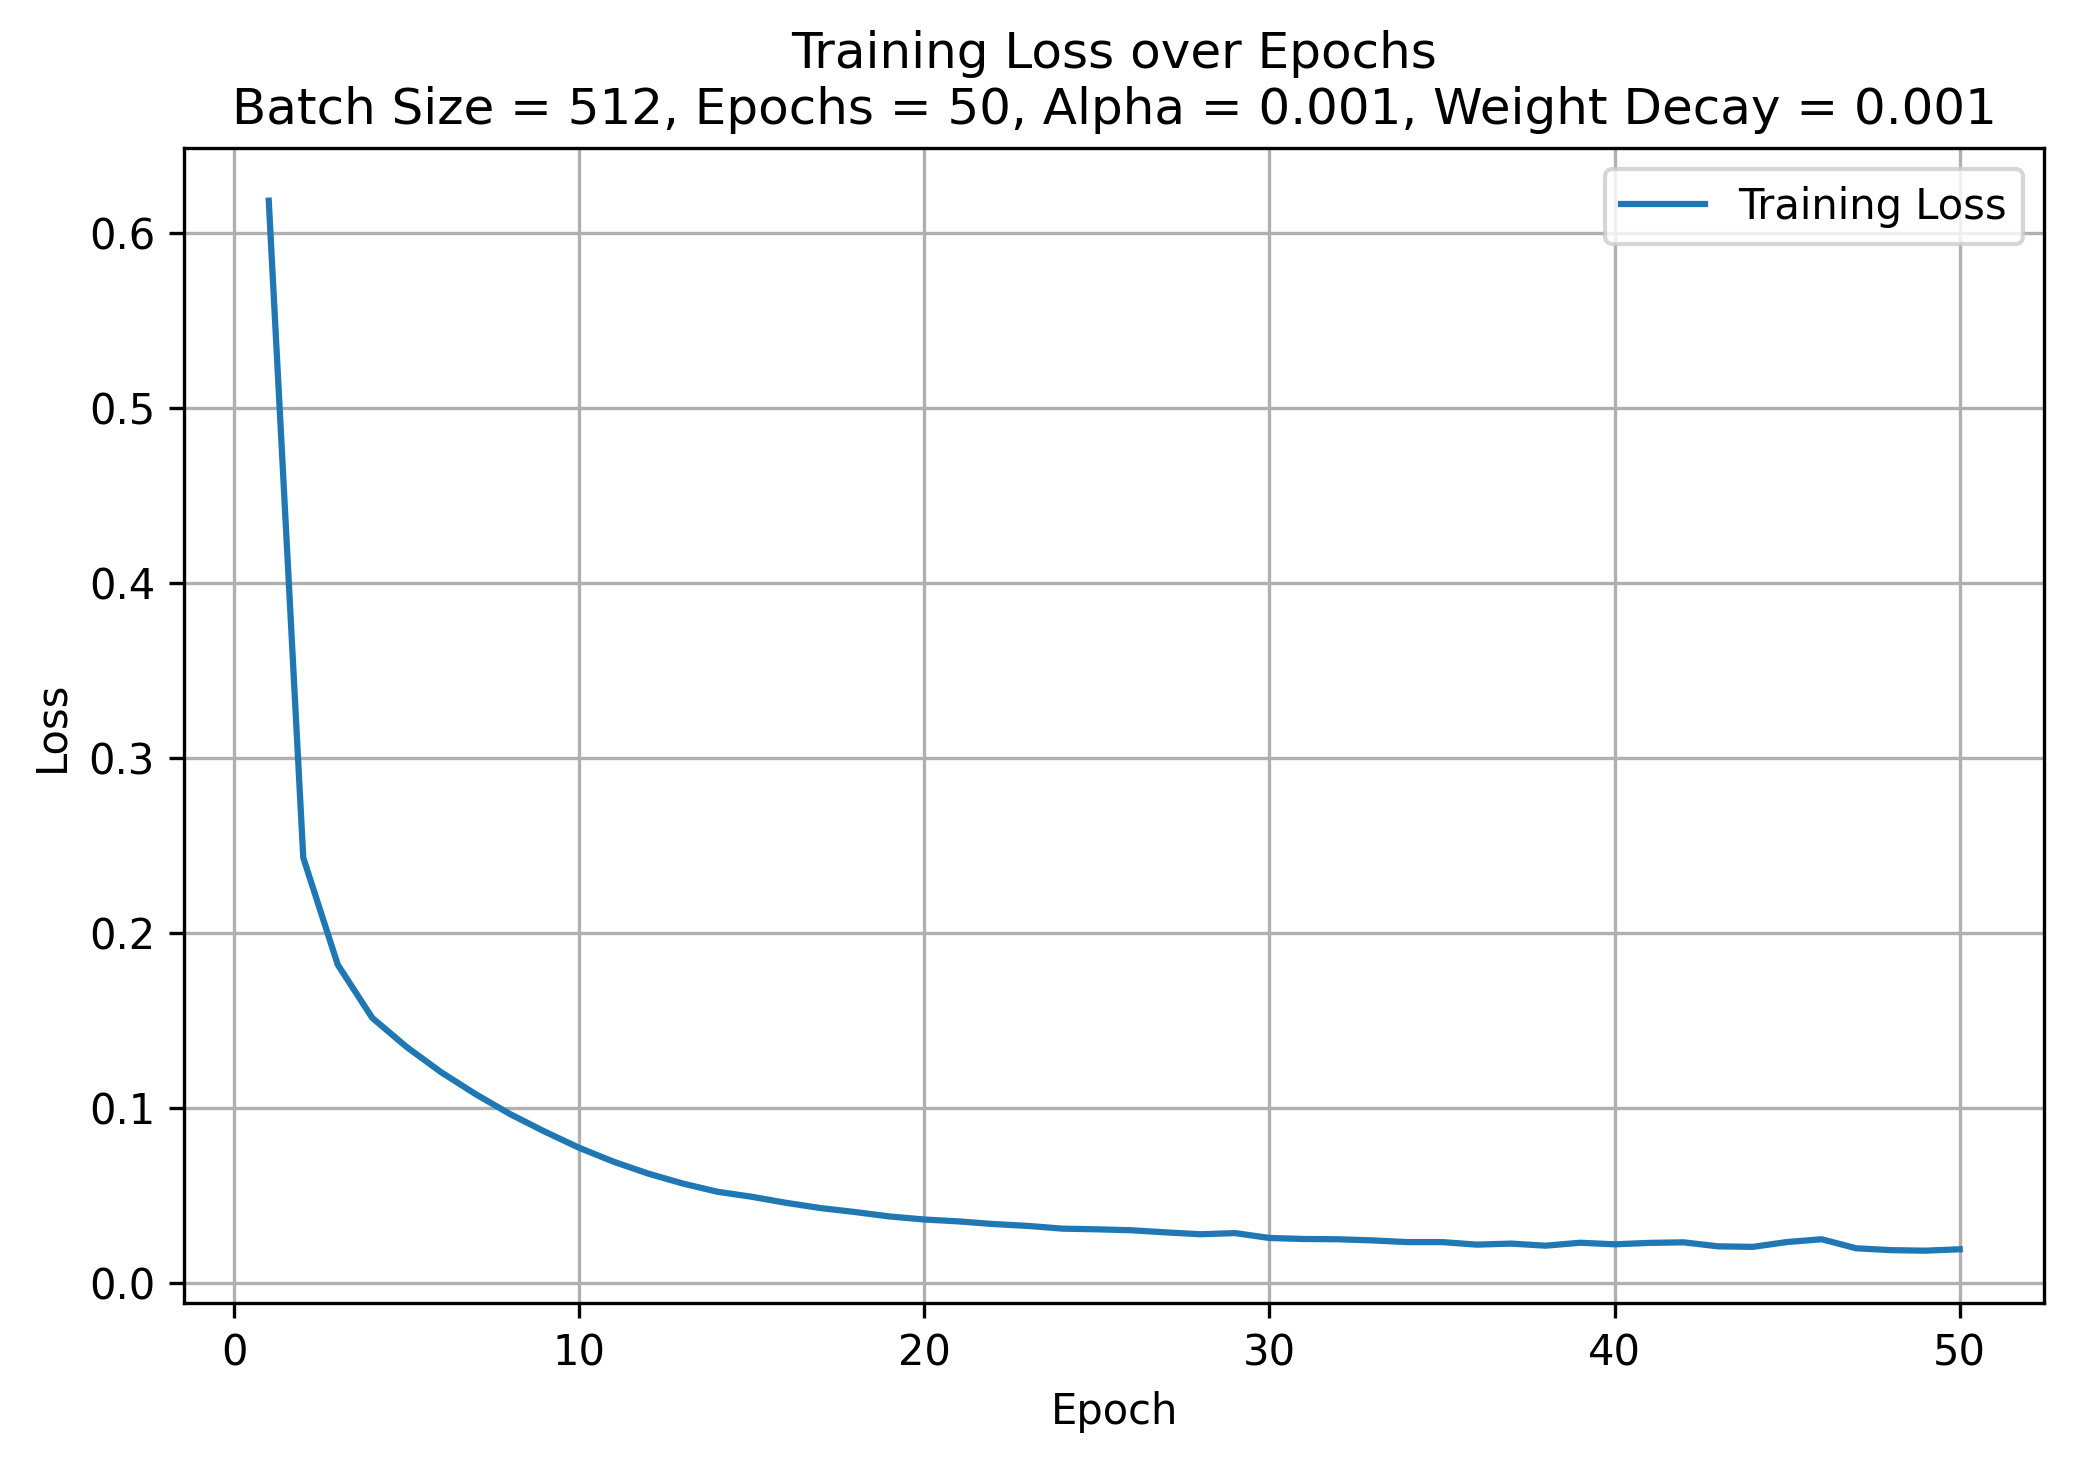 Training Loss over Epochs
Batch Size = 512, Epochs = 50, Alpha = 0.001, Weight Decay = 0.001
Training Loss
0.6
0.5
0.4
0.3
0.2
0.1
0.0
Loss
0 10 20 30 40 50
Epoch